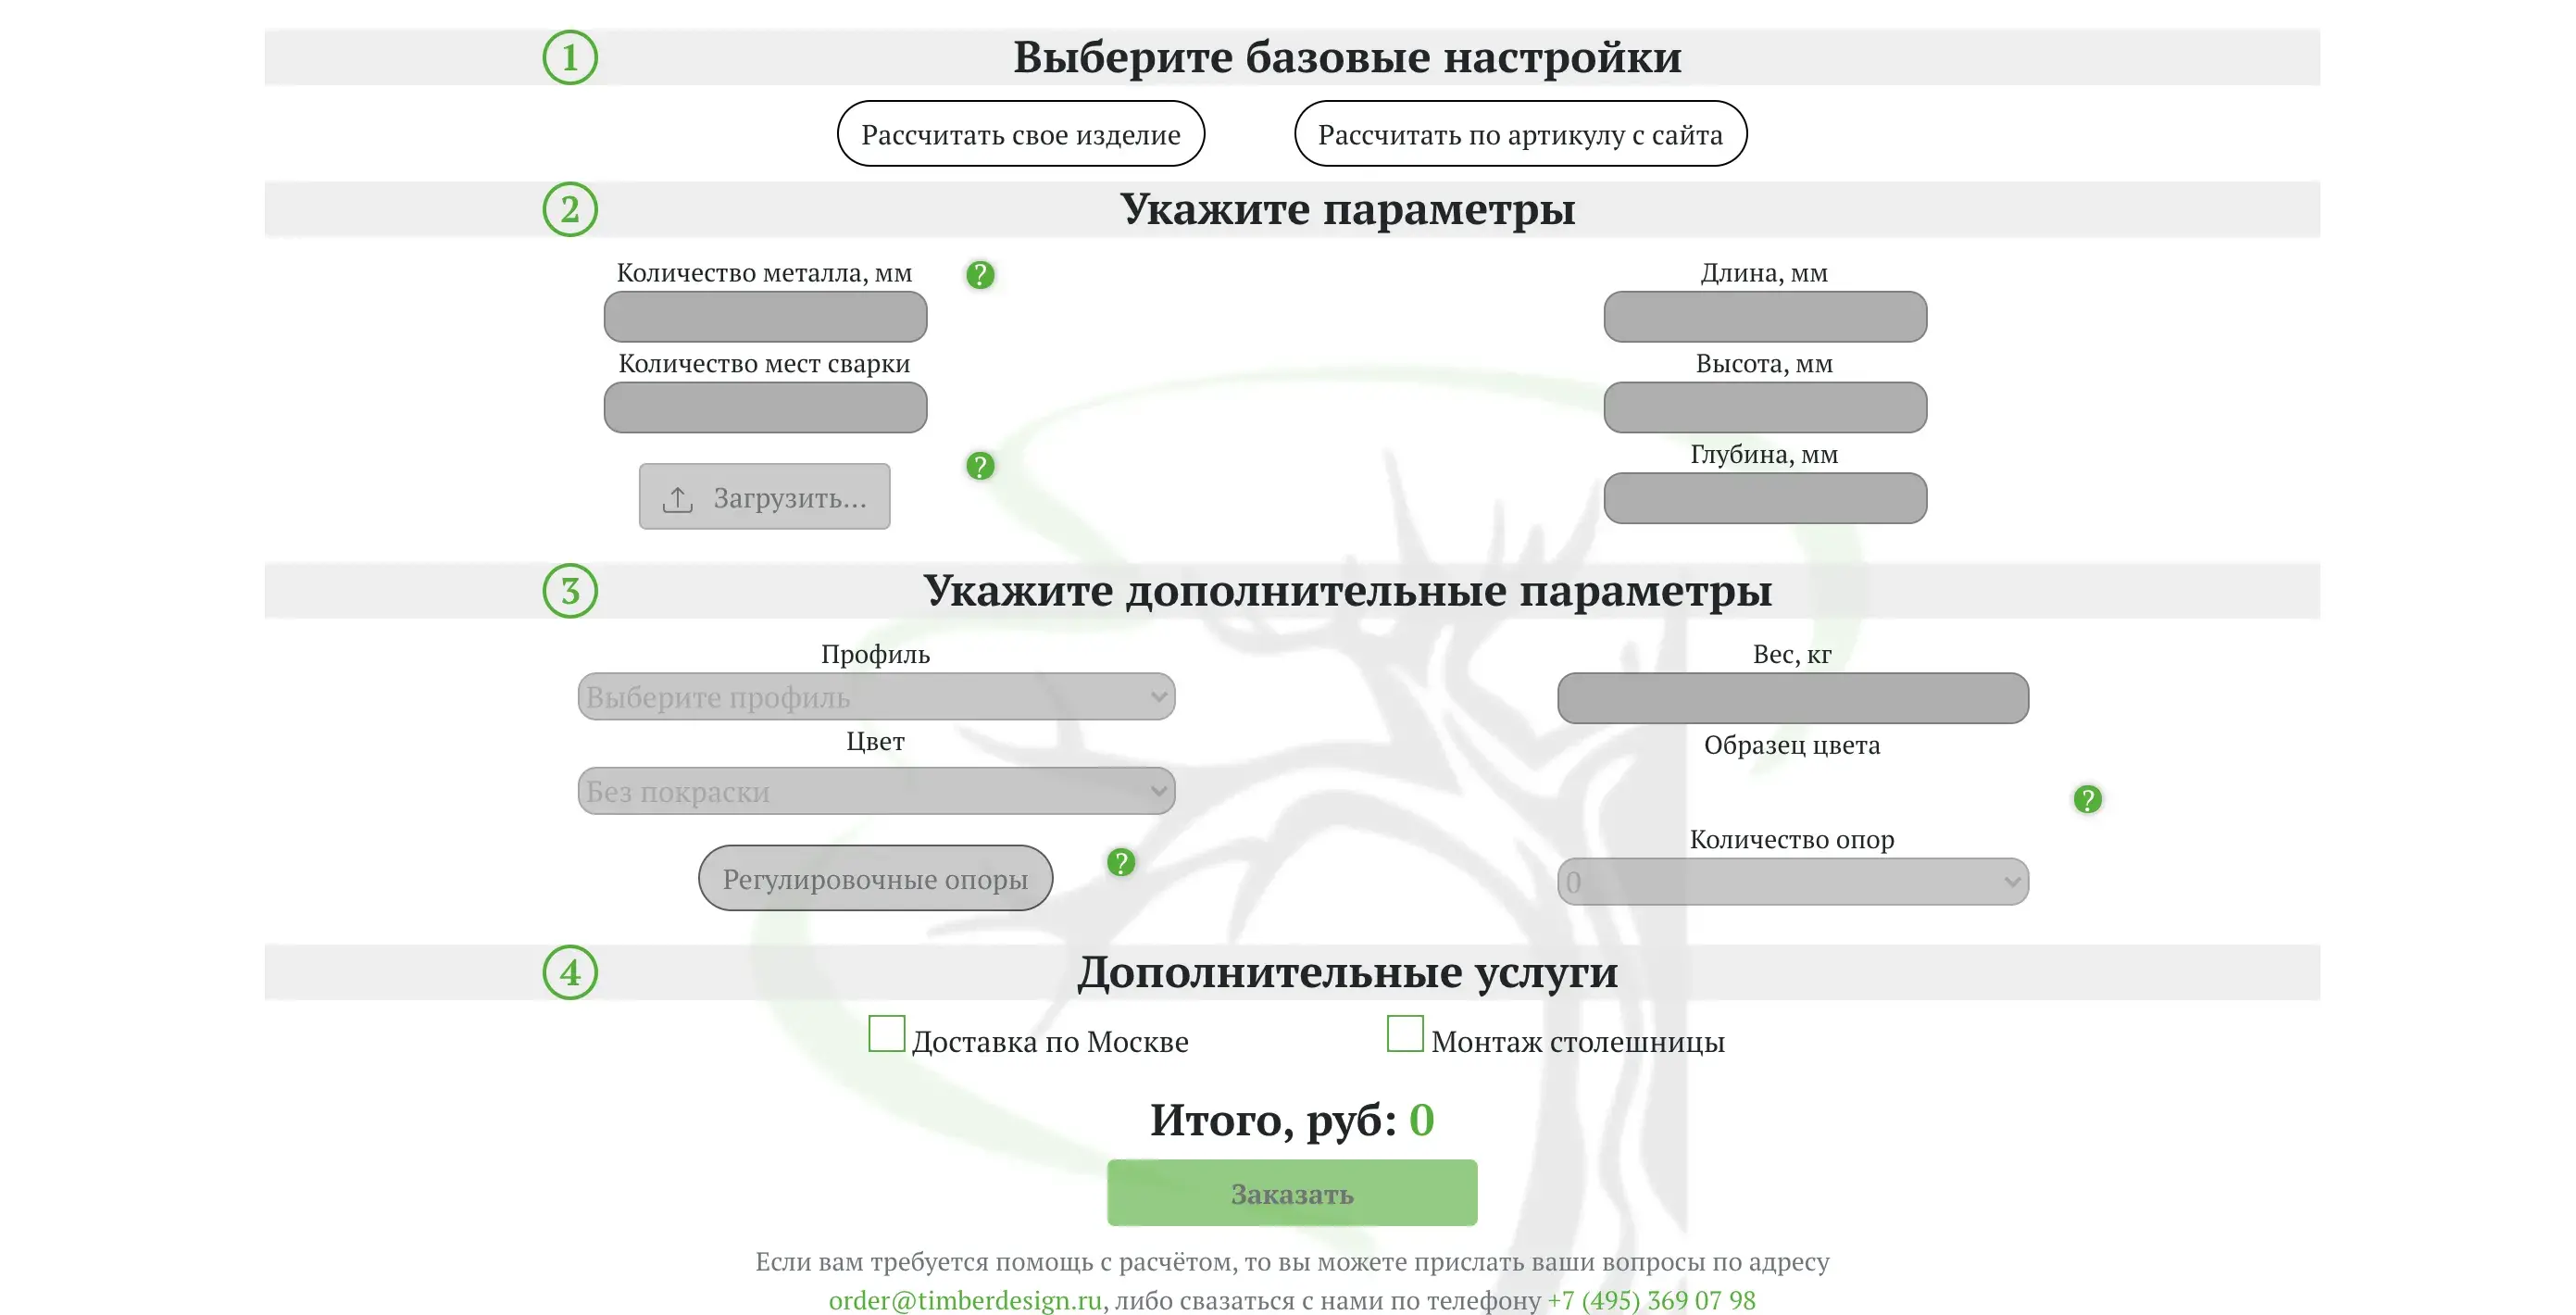 1 Выберите базовые настройки
Рассчитать свое изделие
Рассчитать по артикулу с сайта
2 Укажите параметры
Количество металла, мм ?
Длина, мм
Количество мест сварки
Высота, мм
?
Глубина, мм
Загрузить...
3 Укажите дополнительные параметры
Профиль
Вес, кг
Выберите профиль
Цвет
Образец цвета
Без покраски
?
Количество опор
Регулировочные опоры ?
0
4 Дополнительные услуги
Доставка по Москве
Монтаж столешницы
Итого, руб: 0
Заказать
Если вам требуется помощь с расчётом, то вы можете прислать ваши вопросы по адресу
order@timberdesign.ru, либо свазаться с нами по телефону +7 (495) 369 07 98